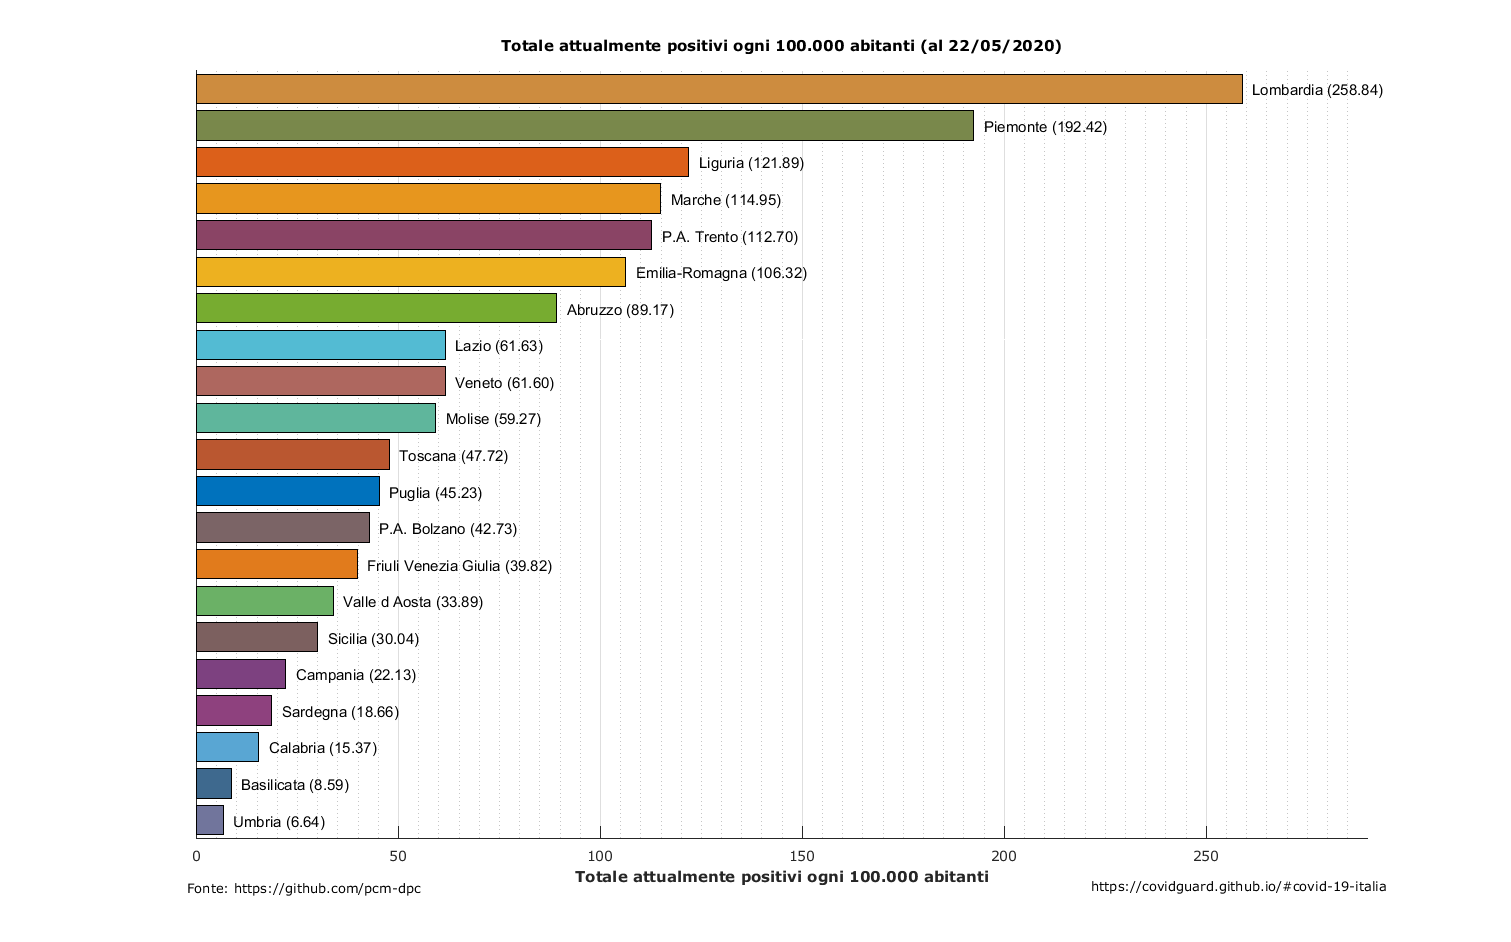 Totale attualmente positivi ogni 100.000 abitanti (al 22/05/2020)
Lombardia (258.84)
Piemonte (192.42)
Liguria (121.89)
Marche (114.95)
P.A. Trento (112.70)
Emilia-Romagna (106.32)
Abruzzo (89.17)
Lazio (61.63)
Veneto (61.60)
Molise (59.27)
Toscana (47.72)
Puglia (45.23)
P.A. Bolzano (42.73)
Friuli Venezia Giulia (39.82)
Valle d Aosta (33.89)
Sicilia (30.04)
Campania (22.13)
Sardegna (18.66)
Calabria (15.37)
Basilicata (8.59)
Umbria (6.64)
0 50 100 150 200 250
Totale attualmente positivi ogni 100.000 abitanti
Fonte: https://github.com/pcm-dpc
https://covidguard.github.io/#covid-19-italia